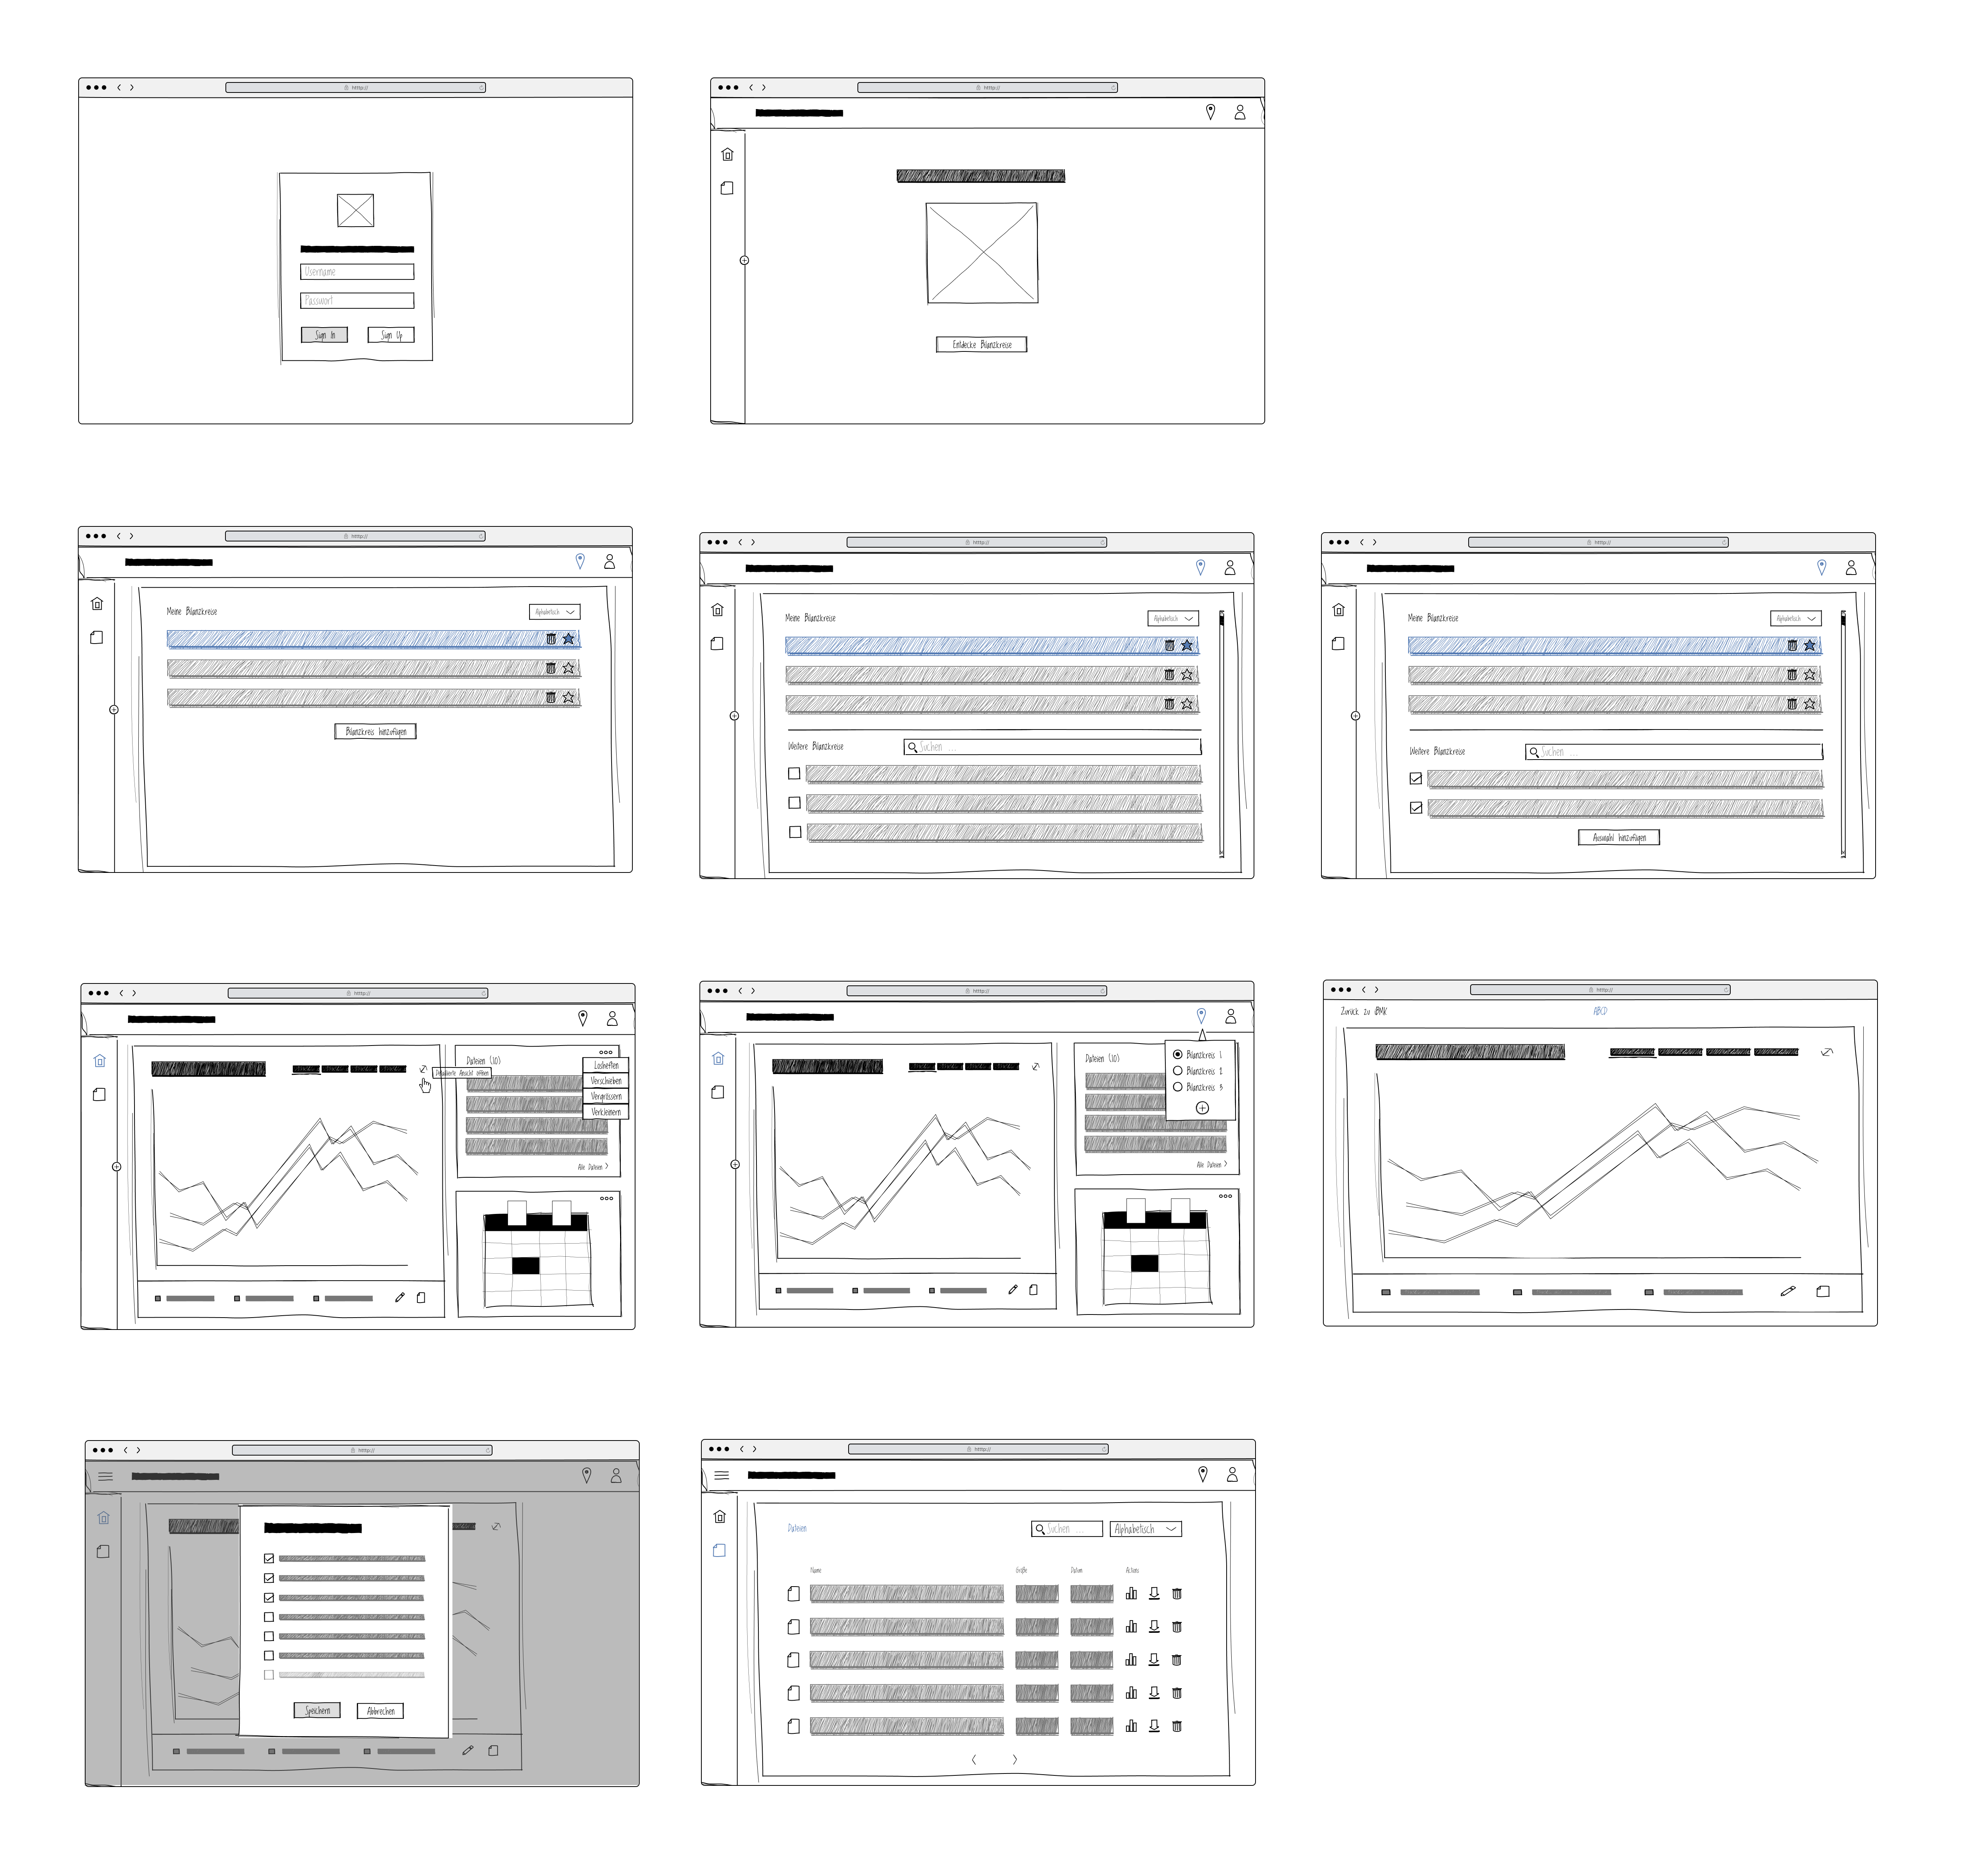 http://
Username
Passwort
Sign In
Sign Up
http://
Entdecke Bilanzkreise
http://
Meine Bilanzkreise
Alphabetisch
Bilanzkreis hinzufügen
http://
Meine Bilanzkreise
Alphabetisch
Weitere Bilanzkreise
Suchen ...
http://
Meine Bilanzkreise
Alphabetisch
Weitere Bilanzkreise
Suchen ...
Auswahl hinzufügen
http://
Dateien (10)
Detaillierte Ansicht öffnen
Losheften
Verschieben
Vergrössern
Verkleinern
Alle Dateien
http://
Dateien (10)
Bilanzkreis 1
Bilanzkreis 2
Bilanzkreis 3
Alle Dateien
http://
Zurück zu iBMK
ABCD
http://
Speichern
Abbrechen
http://
Dateien
Suchen ...
Alphabetisch
Name
Größe
Datum
Actions